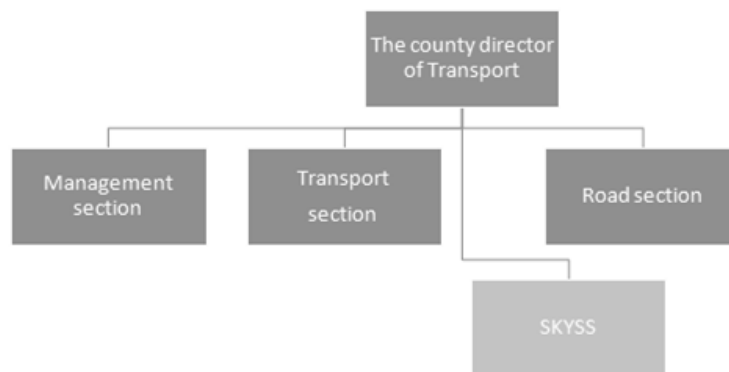 The county director
of Transport
Management
section
Transport
section
Road section
SKYSS